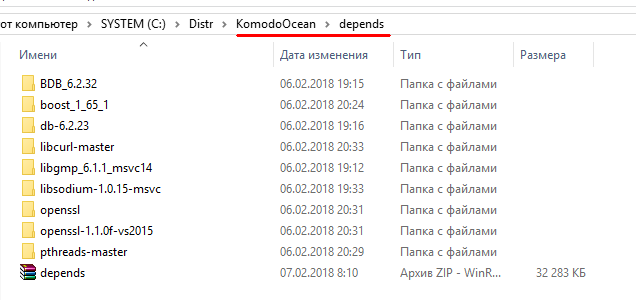 от компьютер > SYSTEM (C:) > Distr > KomodoOcean > depends
Имени Дата изменения Тип Размера
BDB_6.2.32 06.02.2018 19:15 Папка с файлами
boost_1_65_1 06.02.2018 20:24 Папка с файлами
db-6.2.23 06.02.2018 19:16 Папка с файлами
libcurl-master 06.02.2018 20:33 Папка с файлами
libgmp_6.1.1_msvc14 06.02.2018 19:12 Папка с файлами
libsodium-1.0.15-msvc 06.02.2018 19:33 Папка с файлами
openssl 06.02.2018 20:31 Папка с файлами
openssl-1.1.0f-vs2015 06.02.2018 20:31 Папка с файлами
pthreads-master 06.02.2018 20:29 Папка с файлами
depends 07.02.2018 8:10 Архив ZIP - WinR... 32 283 КБ